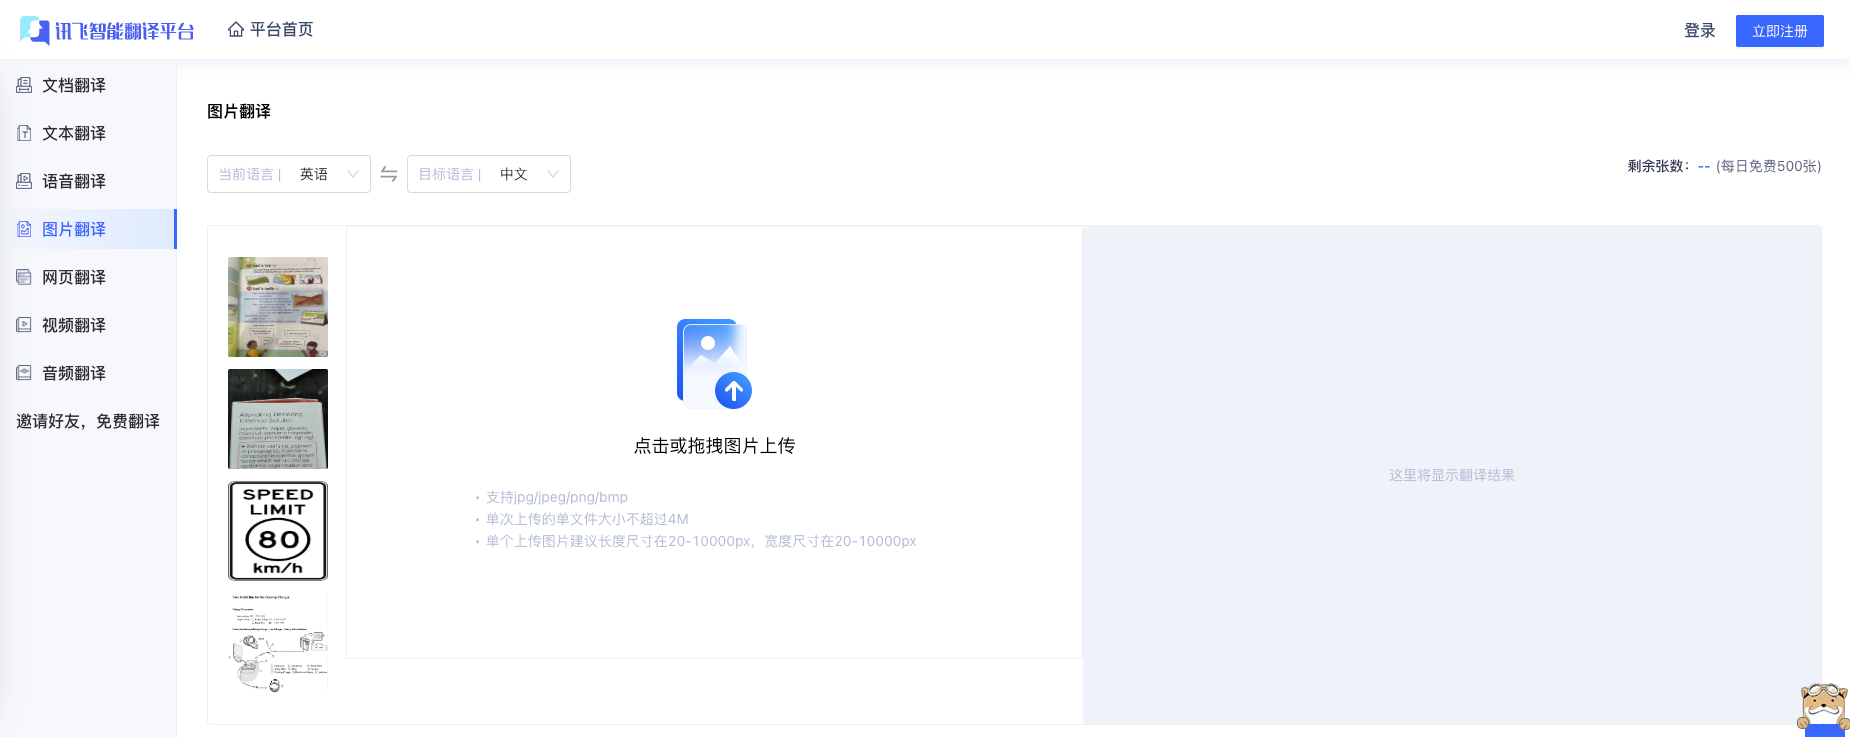 讯飞智能翻译平台
平台首页
登录
立即注册
文档翻译
文本翻译
语音翻译
图片翻译
网页翻译
视频翻译
音频翻译
邀请好友，免费翻译
图片翻译
当前语言 | 英语
目标语言 | 中文
剩余张数： -- (每日免费500张)
SPEED
LIMIT
80
km/h
点击或拖拽图片上传
• 支持jpg/jpeg/png/bmp
• 单次上传的单文件大小不超过4M
• 单个上传图片建议长度尺寸在20-10000px，宽度尺寸在20-10000px
这里将显示翻译结果